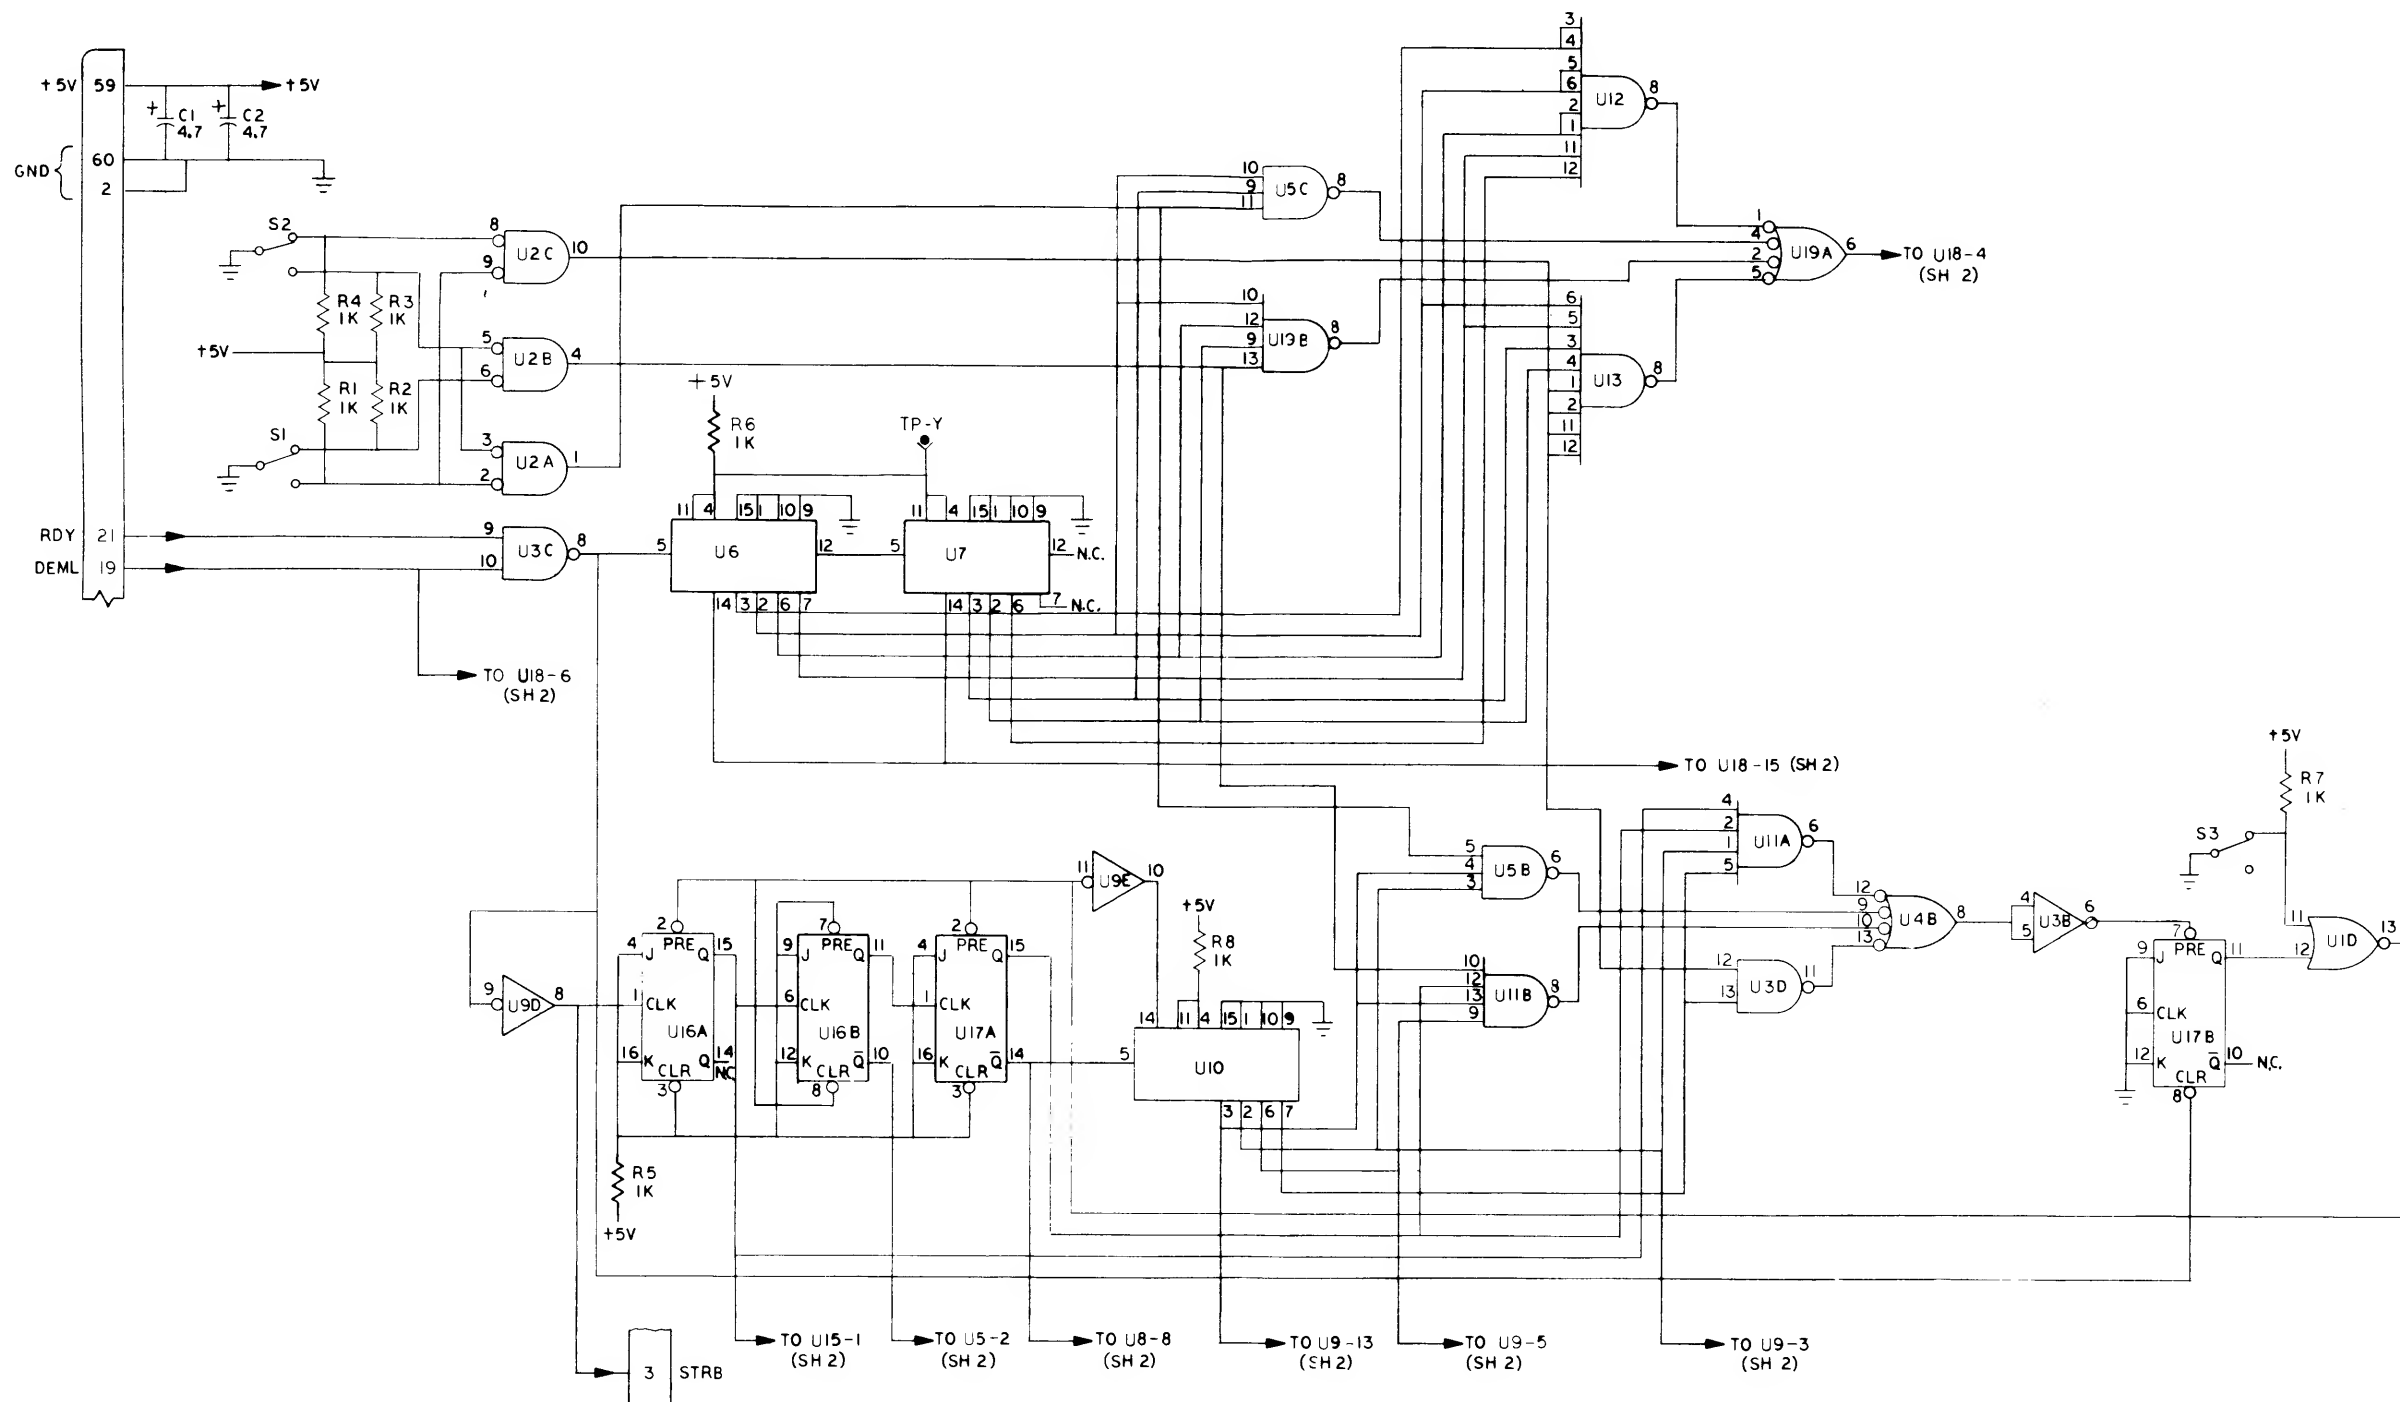 +5V 59 +5V
+ C1 4.7
+ C2 4.7
GND { 60
2
S2
R4 1K
R3 1K
+5V
R1 1K
R2 1K
S1
8 9 U2C 10
5 6 U2B 4
3 2 U2A 1
RDY 21
DEML 19
9 10 U3C 8
TO U18-6
(SH 2)
+5V
R6 1K
TP-Y
11 4 15 1 10 9
5 U6 12
14 3 2 6 7
11 4 15 1 10 9
5 U7 12 N.C.
14 3 2 6 7 N.C.
10 9 11 U5C 8
10 12 9 13 U19B 8
3 4 5 6 2 1 11 12 U12 8
6 5 3 4 1 2 11 12 U13 8
1 4 2 5 U19A 6
TO U18-4
(SH 2)
TO U18-15 (SH 2)
9 U9D 8
2 PRE
4 J Q 15
1 CLK
U16A
16 K Q 14
N.C.
CLR
3
R5 1K
+5V
7 PRE
9 J Q 11
6 CLK
U16B
12 K Q̅ 10
CLR
8
2 PRE
4 J Q 15
1 CLK
U17A
16 K Q̅ 14
CLR
3
11 U9E 10
+5V
R8 1K
14 11 4 15 1 10 9
5 U10
3 2 6 7
5 4 3 U5B 6
10 12 13 9 U11B 8
4 2 1 5 U11A 6
12 13 U3D 11
12 9 10 13 U4B 8
4 5 U3B 6
7 PRE
9 J Q 11
6 CLK
U17B
12 K Q̅ 10 N.C.
CLR
8
+5V
R7 1K
S3
11 12 U1D 13
3 STRB
TO U15-1
(SH 2)
TO U5-2
(SH 2)
TO U8-8
(SH 2)
TO U9-13
(SH 2)
TO U9-5
(SH 2)
TO U9-3
(SH 2)